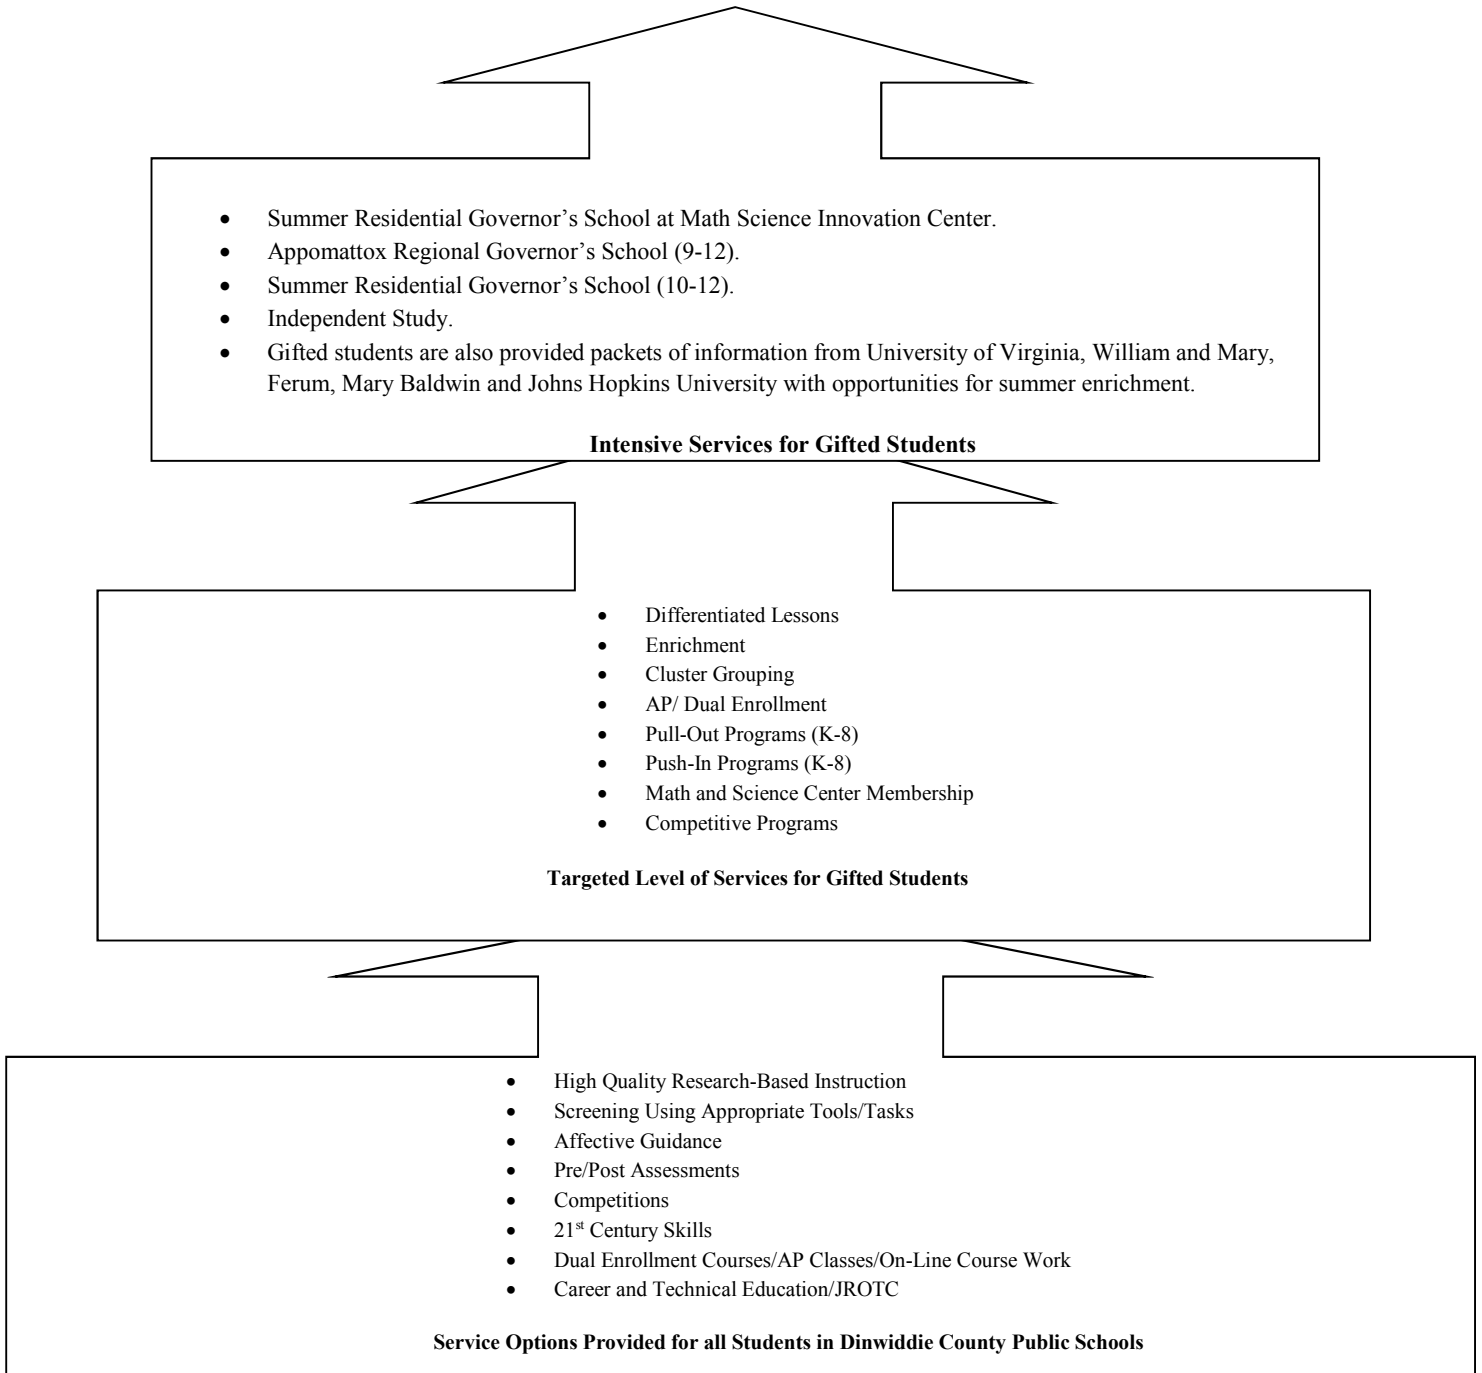 • Summer Residential Governor’s School at Math Science Innovation Center.
• Appomattox Regional Governor’s School (9-12).
• Summer Residential Governor’s School (10-12).
• Independent Study.
• Gifted students are also provided packets of information from University of Virginia, William and Mary,
Ferum, Mary Baldwin and Johns Hopkins University with opportunities for summer enrichment.
Intensive Services for Gifted Students
• Differentiated Lessons
• Enrichment
• Cluster Grouping
• AP/ Dual Enrollment
• Pull-Out Programs (K-8)
• Push-In Programs (K-8)
• Math and Science Center Membership
• Competitive Programs
Targeted Level of Services for Gifted Students
• High Quality Research-Based Instruction
• Screening Using Appropriate Tools/Tasks
• Affective Guidance
• Pre/Post Assessments
• Competitions
• 21st Century Skills
• Dual Enrollment Courses/AP Classes/On-Line Course Work
• Career and Technical Education/JROTC
Service Options Provided for all Students in Dinwiddie County Public Schools